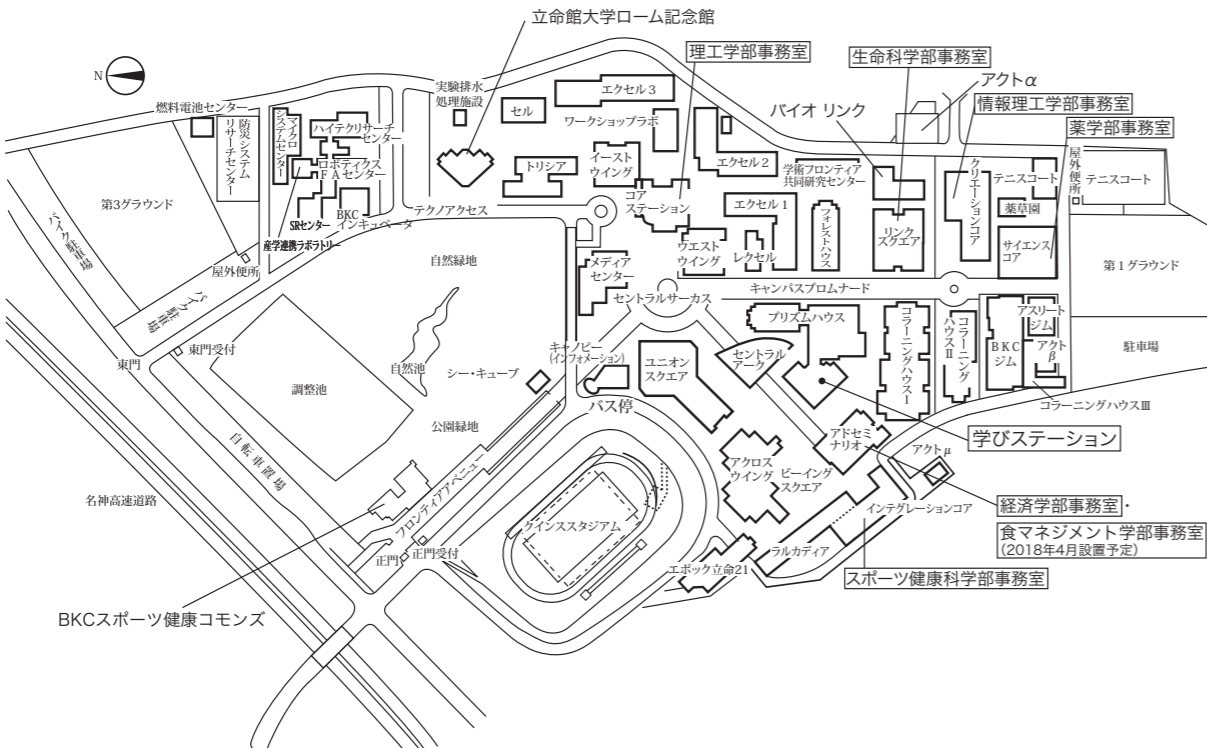 立命館大学ローム記念館
理工学部事務室
生命科学部事務室
アクトα
情報理工学部事務室
薬学部事務室
バイオ リンク
N
燃料電池センター
実験排水
処理施設
セル
エクセル3
ワークショップラボ
防災システム
リサーチセンター
マイクロ
システムセンター
ハイテクリサーチ
センター
ロボティクス
FAセンター
SRセンター
BKC
インキュベータ
産学連携ラボラトリー
第3グラウンド
バイク駐車場
屋外便所
バイク駐車場
テクノアクセス
トリシア
イースト
ウイング
コア
ステーション
エクセル2
学術フロンティア
共同研究センター
エクセル1
ウエスト
ウイング
レクセル
フォレストハウス
リンク
スクエア
クリエーションコア
テニスコート
薬草園
サイエンス
コア
屋外便所
テニスコート
第1グラウンド
自然緑地
メディア
センター
セントラルサーカス
キャンパスプロムナード
プリズムハウス
コラーニングハウスⅠ
コラーニング
ハウスⅡ
BKC
ジム
アスリート
ジム
アクト
β
駐車場
コラーニングハウスⅢ
東門
東門受付
調整池
自然池
シー・キューブ
キャノピー
(インフォメーション)
バス停
ユニオン
スクエア
セントラル
アーク
学びステーション
公園緑地
自転車置場
名神高速道路
フロンティアアベニュー
正門
正門受付
クインススタジアム
アクロス
ウイング
ビーイング
スクエア
アドセミ
ナリオ
アクトμ
インテグレーションコア
ラルカディア
エポック立命21
経済学部事務室・
食マネジメント学部事務室
(2018年4月設置予定)
スポーツ健康科学部事務室
BKCスポーツ健康コモンズ